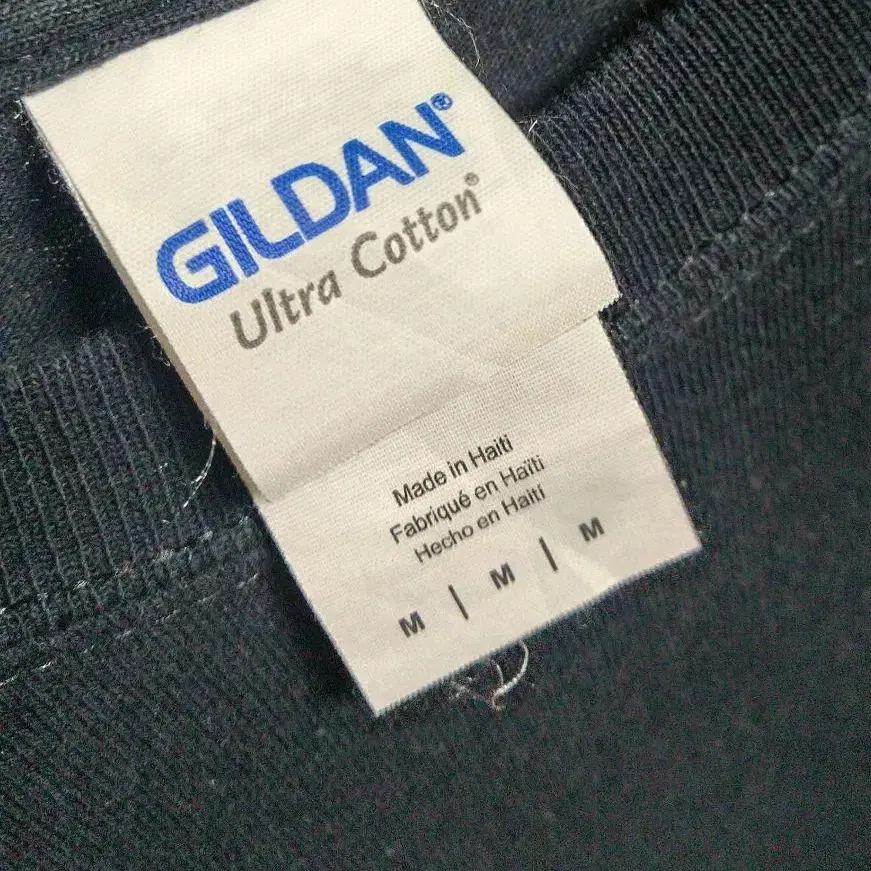 GILDAN®
Ultra Cotton®
Made in Haiti
Fabriqué en Haïti
Hecho en Haití
M | M | M